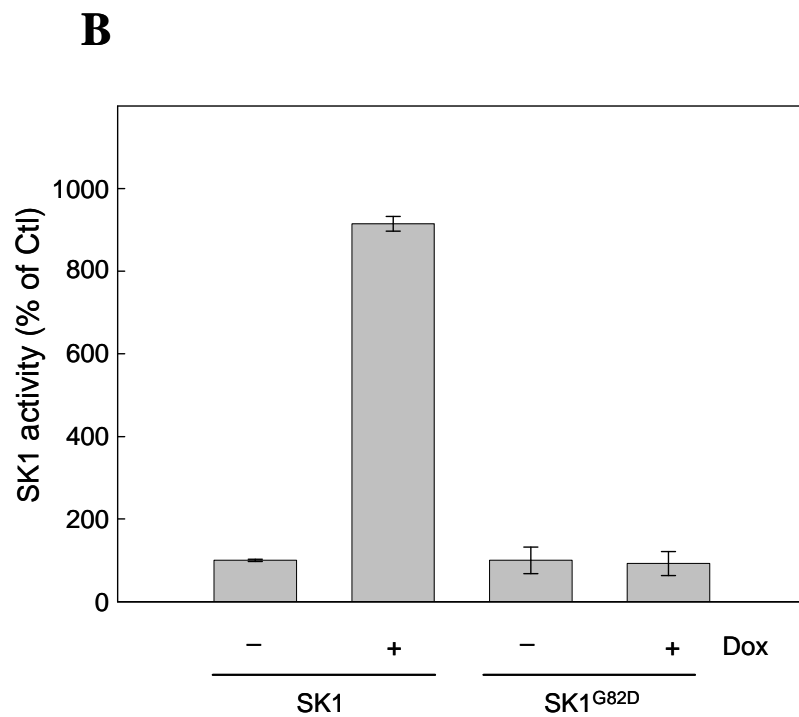 B
SK1 activity (% of Ctl)
1000
800
600
400
200
0
− + − + Dox
SK1 SK1G82D